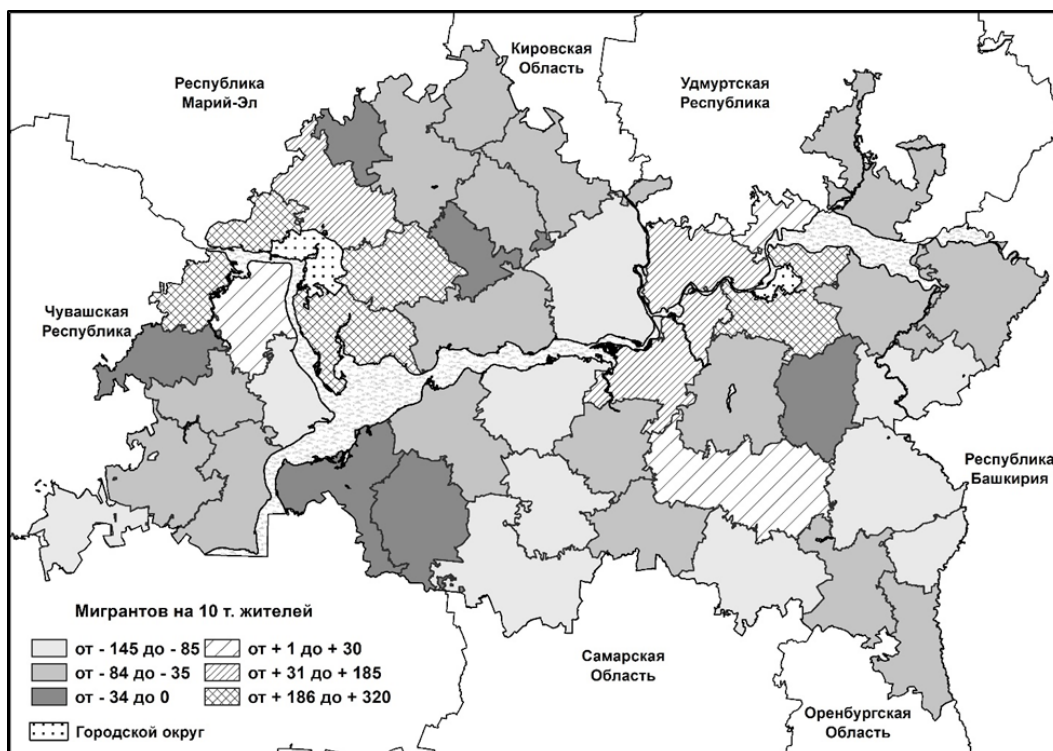 Кировская
Область
Республика
Марий-Эл
Удмуртская
Республика
Чувашская
Республика
Республика
Башкирия
Самарская
Область
Оренбургская
Область
Мигрантов на 10 т. жителей
от - 145 до - 85
от + 1 до + 30
от - 84 до - 35
от + 31 до + 185
от - 34 до 0
от + 186 до + 320
Городской округ